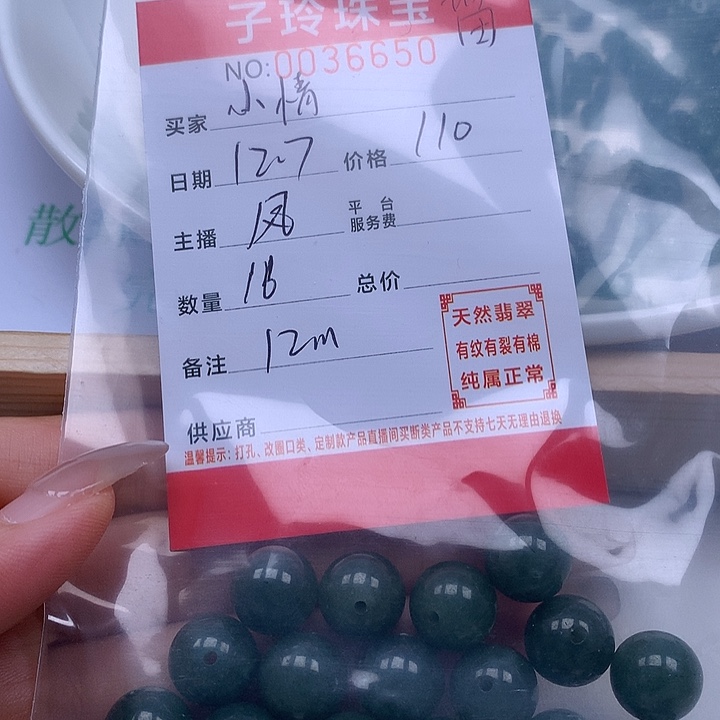 子玲珠宝
团
NO:0036650
买家 小情
日期 12.7 价格 110
主播 凤 平台服务费
数量 18 总价
备注 12m
天然翡翠
有纹有裂有棉
纯属正常
供应商
温馨提示：打孔、改圈口类、定制款产品直播间买断类产品不支持七天无理由退换
散